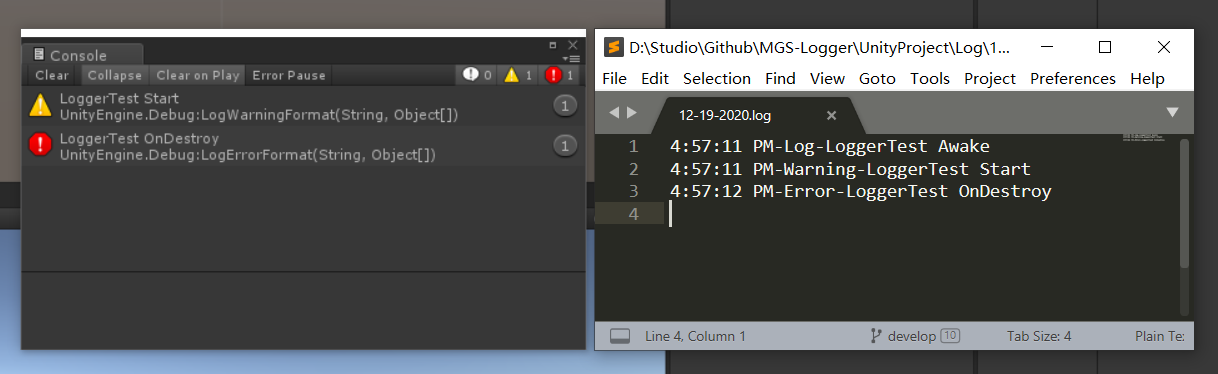 Console
Clear Collapse Clear on Play Error Pause 0 1 1
LoggerTest Start
UnityEngine.Debug:LogWarningFormat(String, Object[])
1
LoggerTest OnDestroy
UnityEngine.Debug:LogErrorFormat(String, Object[])
1
D:\Studio\Github\MGS-Logger\UnityProject\Log\1...
File Edit Selection Find View Goto Tools Project Preferences Help
12-19-2020.log
1 4:57:11 PM-Log-LoggerTest Awake
2 4:57:11 PM-Warning-LoggerTest Start
3 4:57:12 PM-Error-LoggerTest OnDestroy
4
Line 4, Column 1 develop 10 Tab Size: 4 Plain Te: